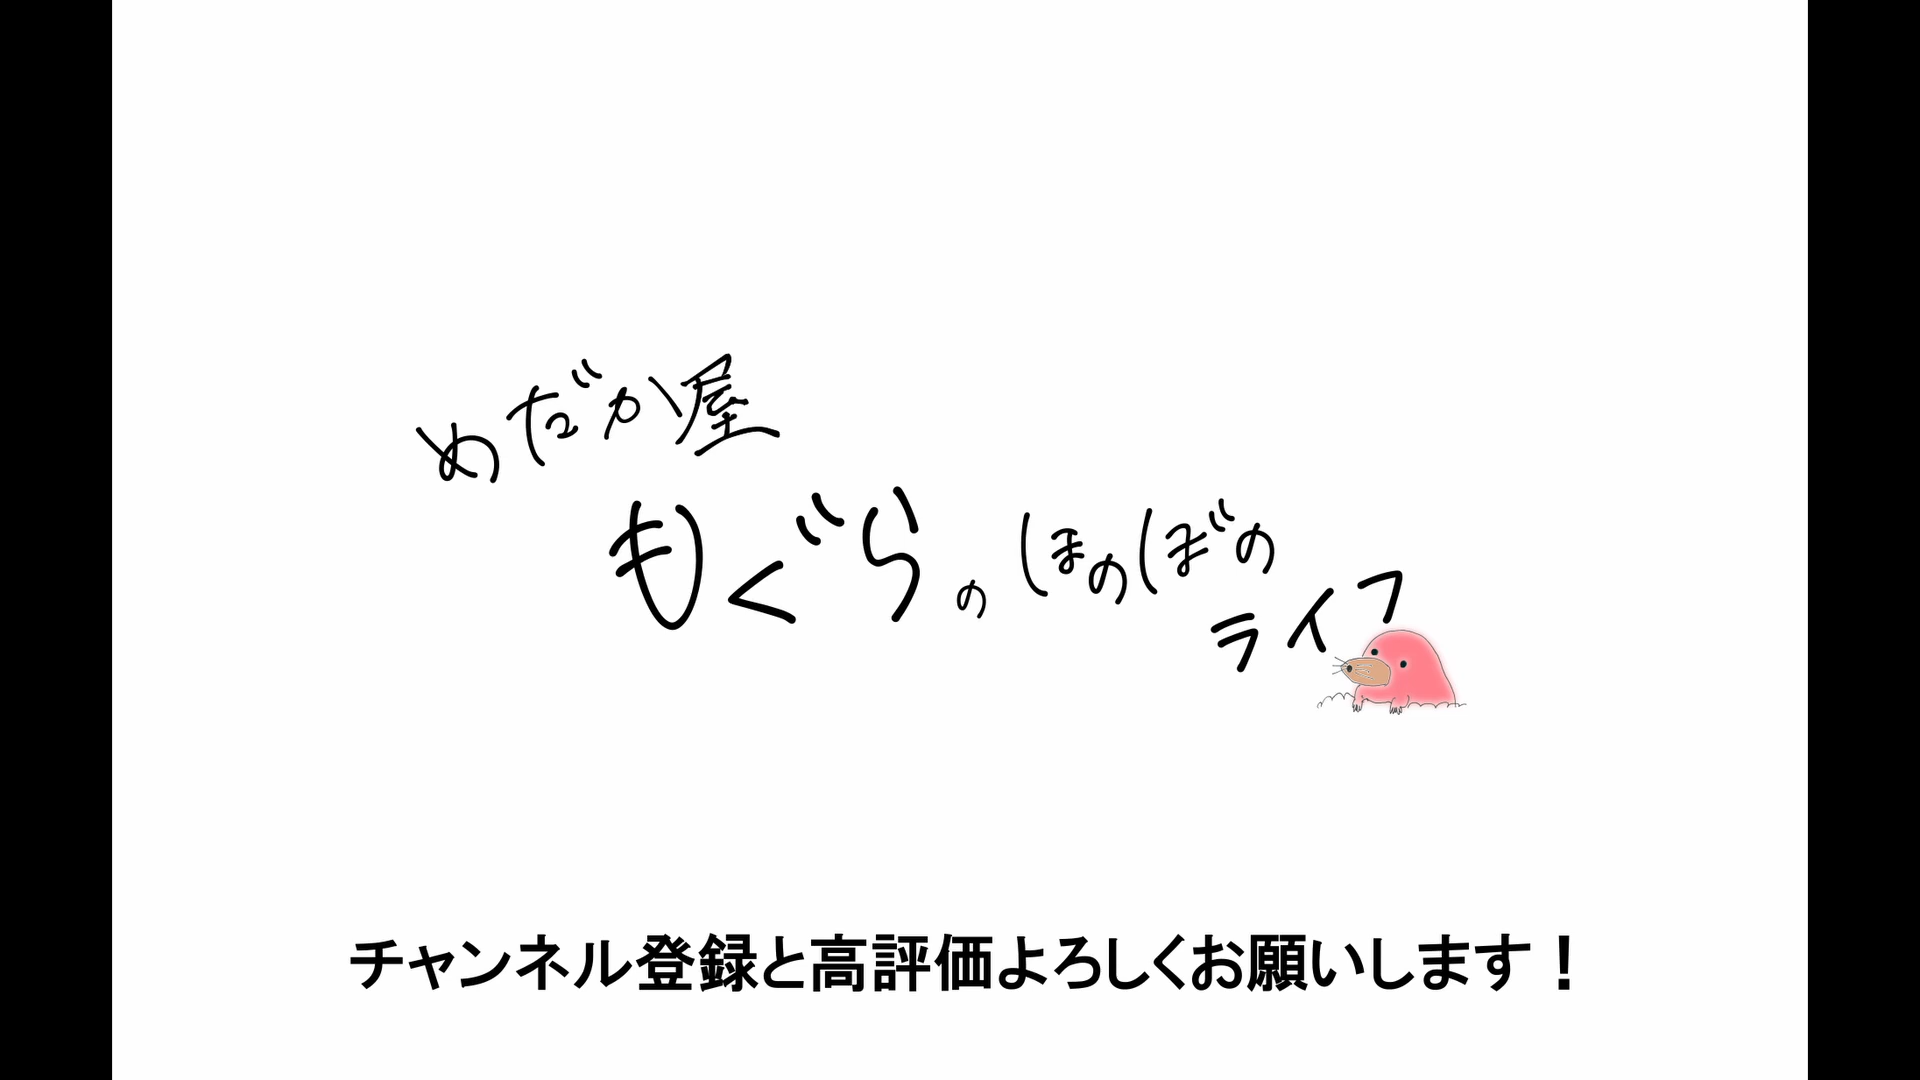 めだか屋
もぐらのほのぼの
ライフ
チャンネル登録と高評価よろしくお願いします！